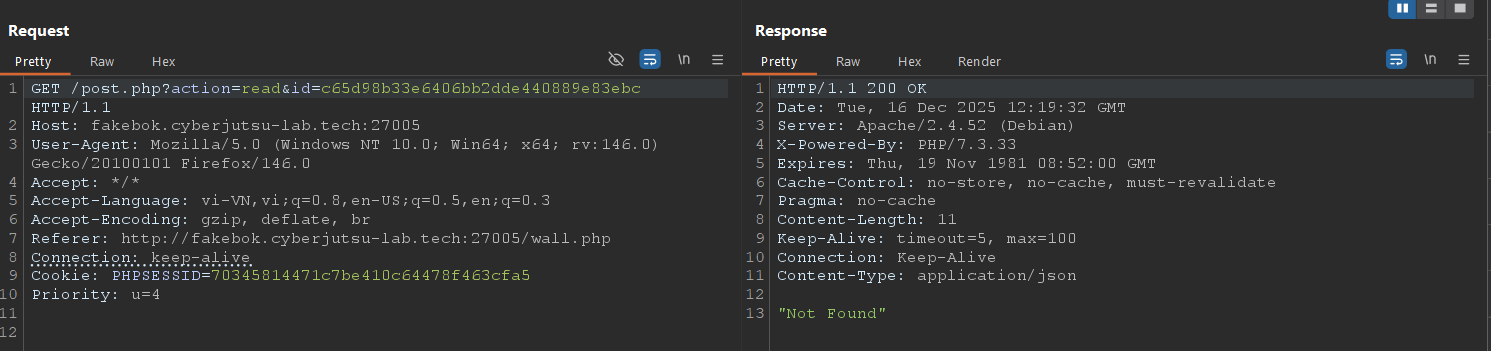 Request
Pretty Raw Hex \n
1 GET /post.php?action=read&id=c65d98b33e6406bb2dde440889e83ebc
HTTP/1.1
2 Host: fakebok.cyberjutsu-lab.tech:27005
3 User-Agent: Mozilla/5.0 (Windows NT 10.0; Win64; x64; rv:146.0)
Gecko/20100101 Firefox/146.0
4 Accept: */*
5 Accept-Language: vi-VN,vi;q=0.8,en-US;q=0.5,en;q=0.3
6 Accept-Encoding: gzip, deflate, br
7 Referer: http://fakebok.cyberjutsu-lab.tech:27005/wall.php
8 Connection: keep-alive
9 Cookie: PHPSESSID=70345814471c7be410c64478f463cfa5
10 Priority: u=4
11
12
Response
Pretty Raw Hex Render \n
1 HTTP/1.1 200 OK
2 Date: Tue, 16 Dec 2025 12:19:32 GMT
3 Server: Apache/2.4.52 (Debian)
4 X-Powered-By: PHP/7.3.33
5 Expires: Thu, 19 Nov 1981 08:52:00 GMT
6 Cache-Control: no-store, no-cache, must-revalidate
7 Pragma: no-cache
8 Content-Length: 11
9 Keep-Alive: timeout=5, max=100
10 Connection: Keep-Alive
11 Content-Type: application/json
12
13 "Not Found"